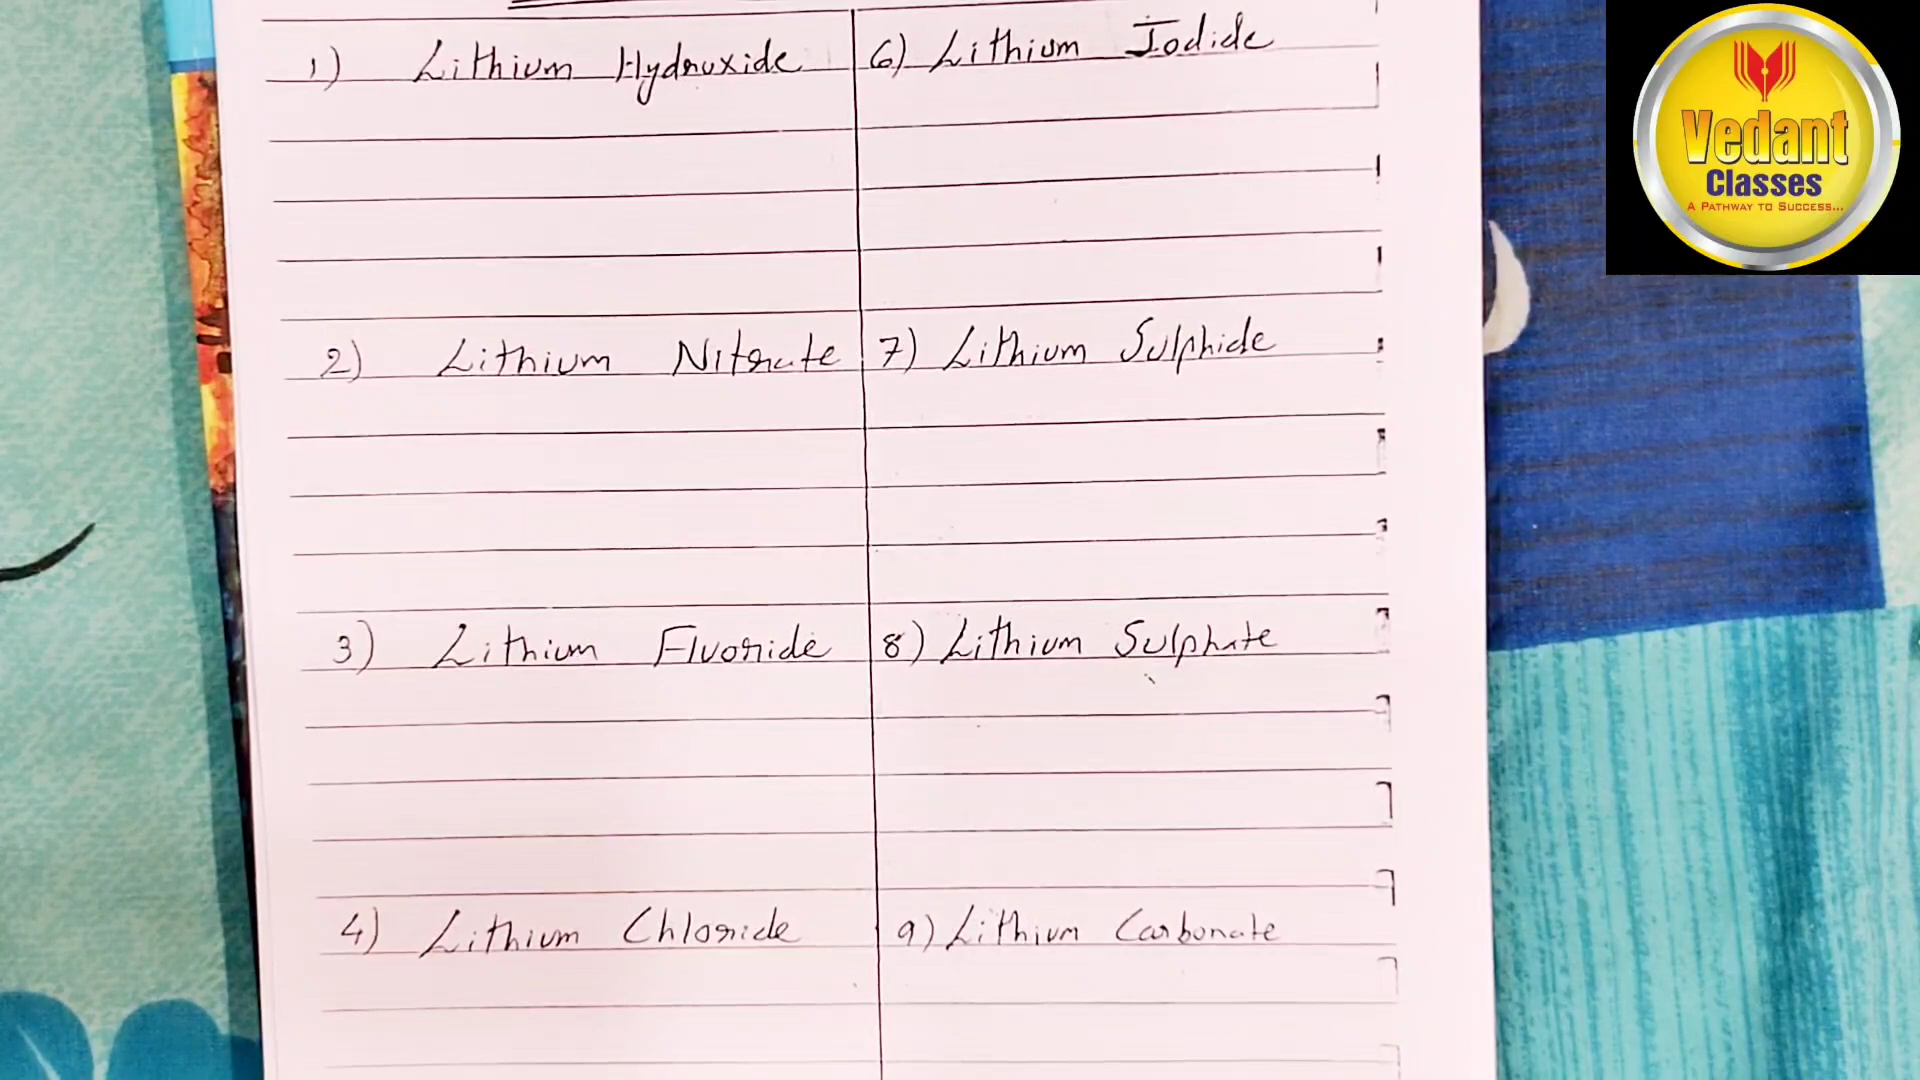 1) Lithium Hydroxide
2) Lithium Nitrate
3) Lithium Fluoride
4) Lithium Chloride
6) Lithium Iodide
7) Lithium Sulphide
8) Lithium Sulphate
9) Lithium Carbonate
Vedant
Classes
A Pathway to Success...